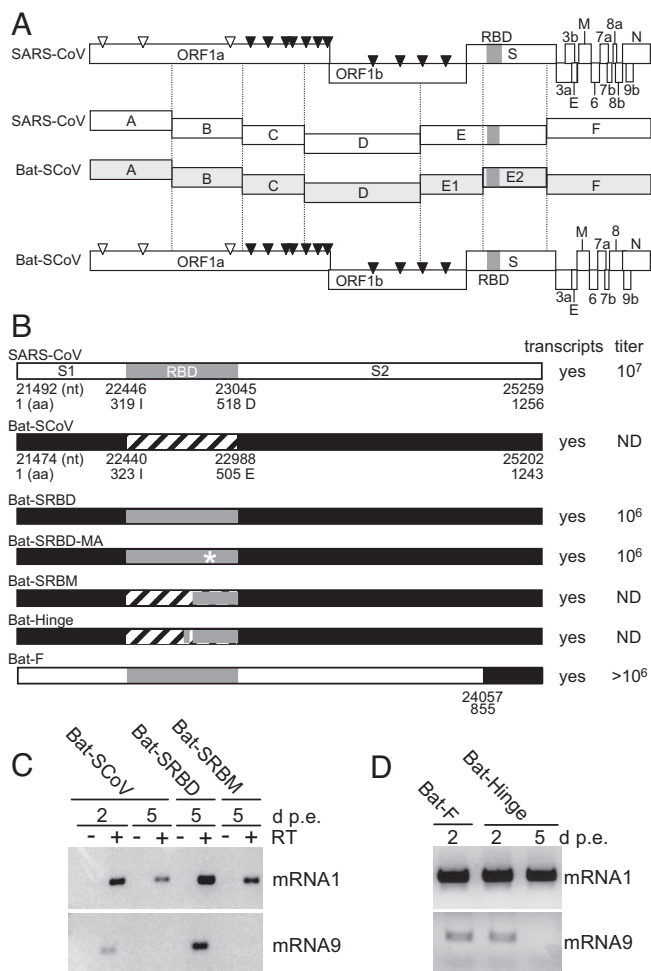 A
RBD
M 8a
3b 7a N
SARS-CoV ORF1a S
ORF1b
3a 6 7b 9b
E 8b
SARS-CoV A B C D E F
Bat-SCoV A B C D E1 E2 F
M 8
7a N
Bat-SCoV ORF1a S
ORF1b RBD
3a 6 7b 9b
E
B
transcripts titer
SARS-CoV
S1 RBD S2 yes 10⁷
21492 (nt) 22446 23045 25259
1 (aa) 319 I 518 D 1256
Bat-SCoV
yes ND
21474 (nt) 22440 22988 25202
1 (aa) 323 I 505 E 1243
Bat-SRBD
yes 10⁶
Bat-SRBD-MA
* yes 10⁶
Bat-SRBM
yes ND
Bat-Hinge
yes ND
Bat-F
yes >10⁶
24057
855
C
Bat-SCoV Bat-SRBD Bat-SRBM
2 5 5 5 d p.e.
- + - + - + - + RT
mRNA1
mRNA9
D
Bat-F Bat-Hinge
2 2 5 d p.e.
mRNA1
mRNA9